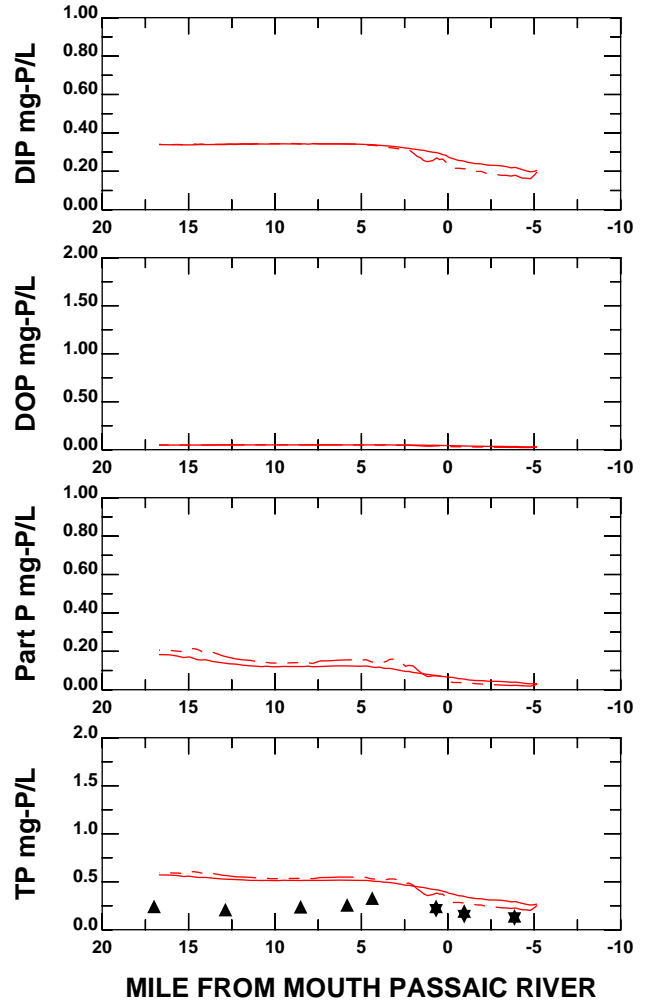 DIP mg-P/L
1.00
0.80
0.60
0.40
0.20
0.00
20 15 10 5 0 -5 -10
DOP mg-P/L
2.00
1.50
1.00
0.50
0.00
20 15 10 5 0 -5 -10
Part P mg-P/L
1.00
0.80
0.60
0.40
0.20
0.00
20 15 10 5 0 -5 -10
TP mg-P/L
2.0
1.5
1.0
0.5
0.0
20 15 10 5 0 -5 -10
MILE FROM MOUTH PASSAIC RIVER